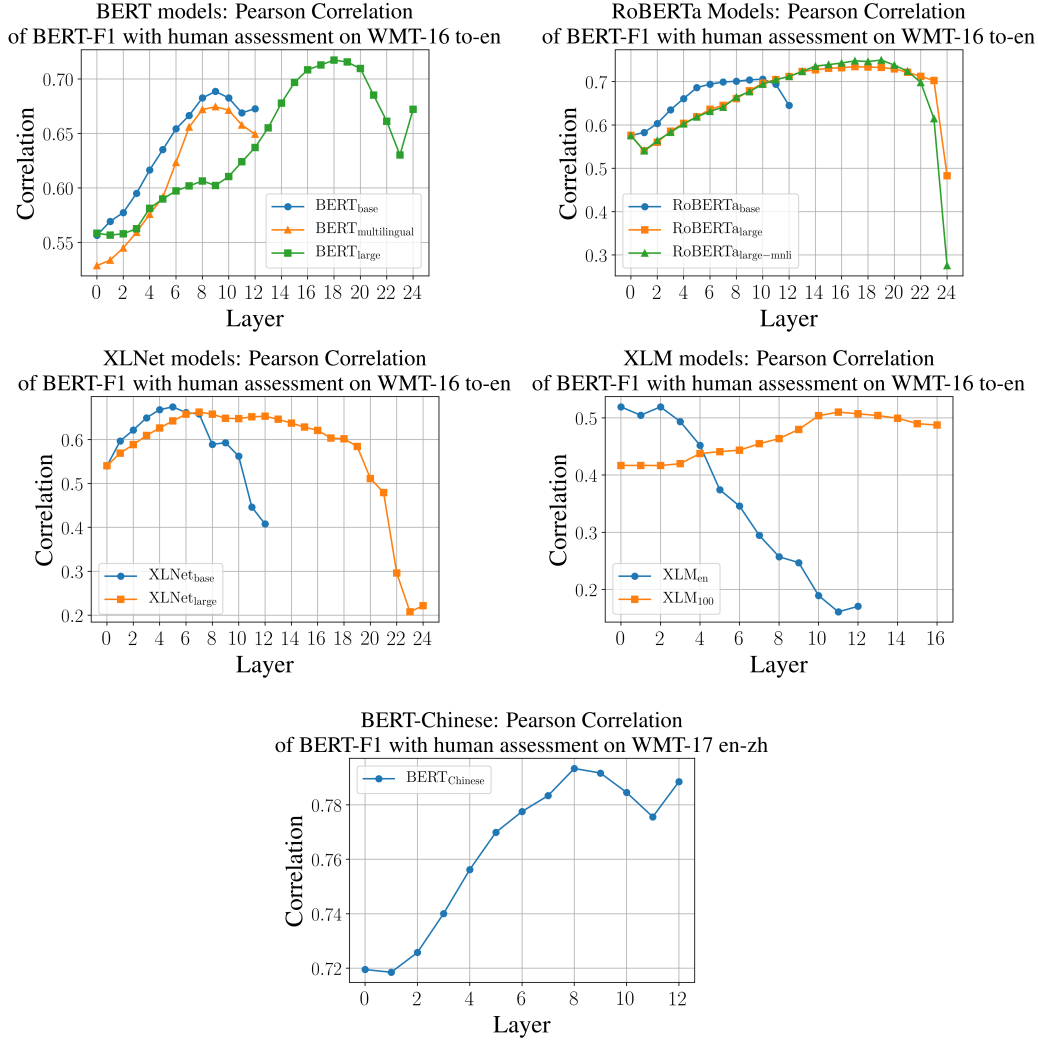 BERT models: Pearson Correlation
of BERT-F1 with human assessment on WMT-16 to-en
Correlation
0.70
0.65
0.60
0.55
BERTbase
BERTmultilingual
BERTlarge
0 2 4 6 8 10 12 14 16 18 20 22 24
Layer
RoBERTa Models: Pearson Correlation
of BERT-F1 with human assessment on WMT-16 to-en
Correlation
0.7
0.6
0.5
0.4
0.3
RoBERTabase
RoBERTalarge
RoBERTalarge−mnli
0 2 4 6 8 10 12 14 16 18 20 22 24
Layer
XLNet models: Pearson Correlation
of BERT-F1 with human assessment on WMT-16 to-en
Correlation
0.6
0.5
0.4
0.3
0.2
XLNetbase
XLNetlarge
0 2 4 6 8 10 12 14 16 18 20 22 24
Layer
XLM models: Pearson Correlation
of BERT-F1 with human assessment on WMT-16 to-en
Correlation
0.5
0.4
0.3
0.2
XLMen
XLM100
0 2 4 6 8 10 12 14 16
Layer
BERT-Chinese: Pearson Correlation
of BERT-F1 with human assessment on WMT-17 en-zh
Correlation
BERTChinese
0.78
0.76
0.74
0.72
0 2 4 6 8 10 12
Layer